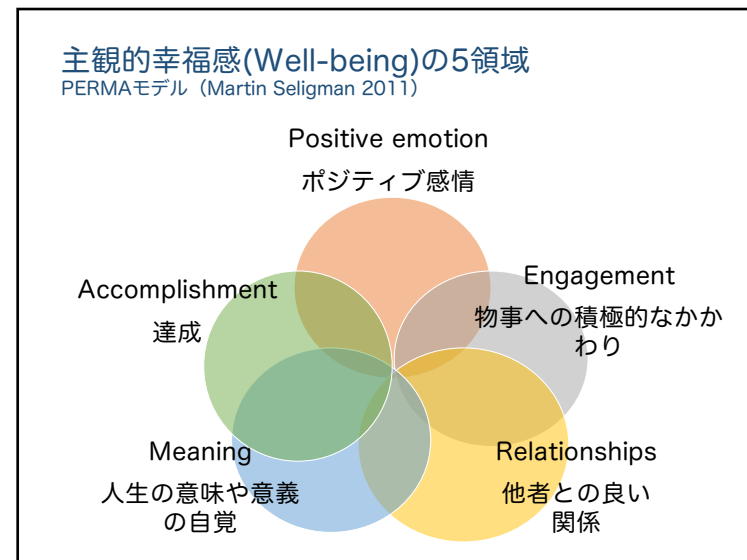 主観的幸福感(Well-being)の5領域
PERMAモデル（Martin Seligman 2011）
Positive emotion
ポジティブ感情
Engagement
物事への積極的なかか
わり
Relationships
他者との良い
関係
Meaning
人生の意味や意義
の自覚
Accomplishment
達成